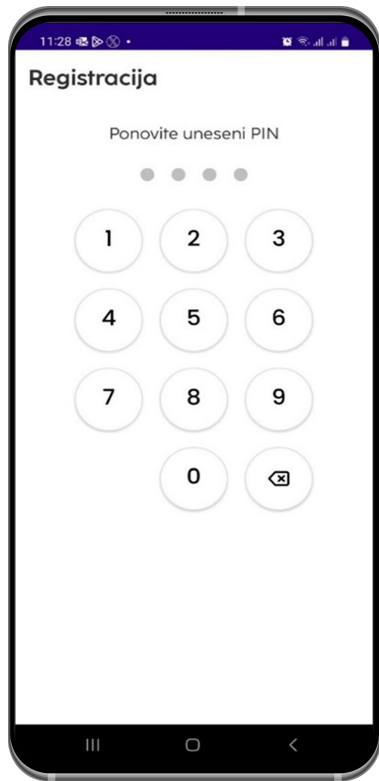 11:28
Registracija
Ponovite uneseni PIN
1 2 3
4 5 6
7 8 9
0